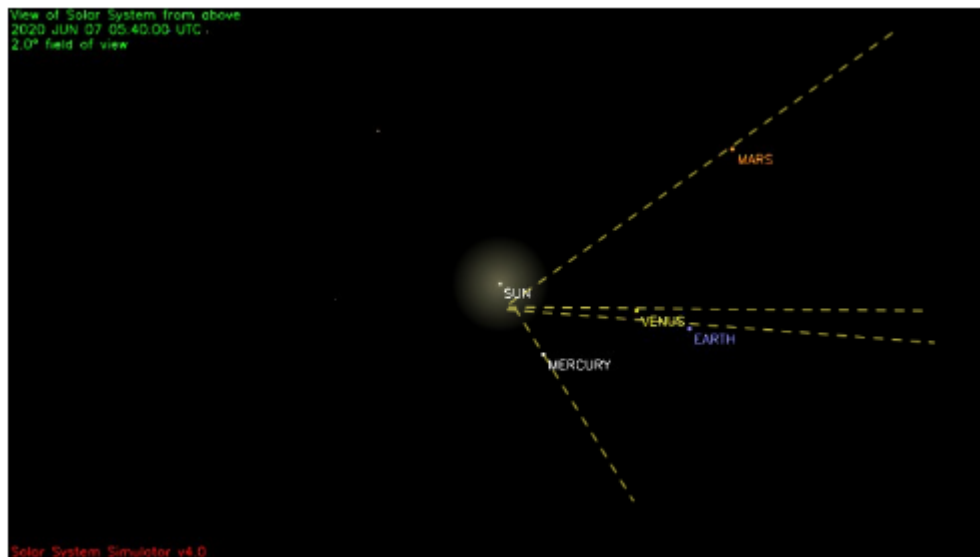 View of Solar System from above
2020 JUN 07 05:40:00 UTC
2.0° field of view
MARS
SUN
VENUS
EARTH
MERCURY
Solar System Simulator v4.0